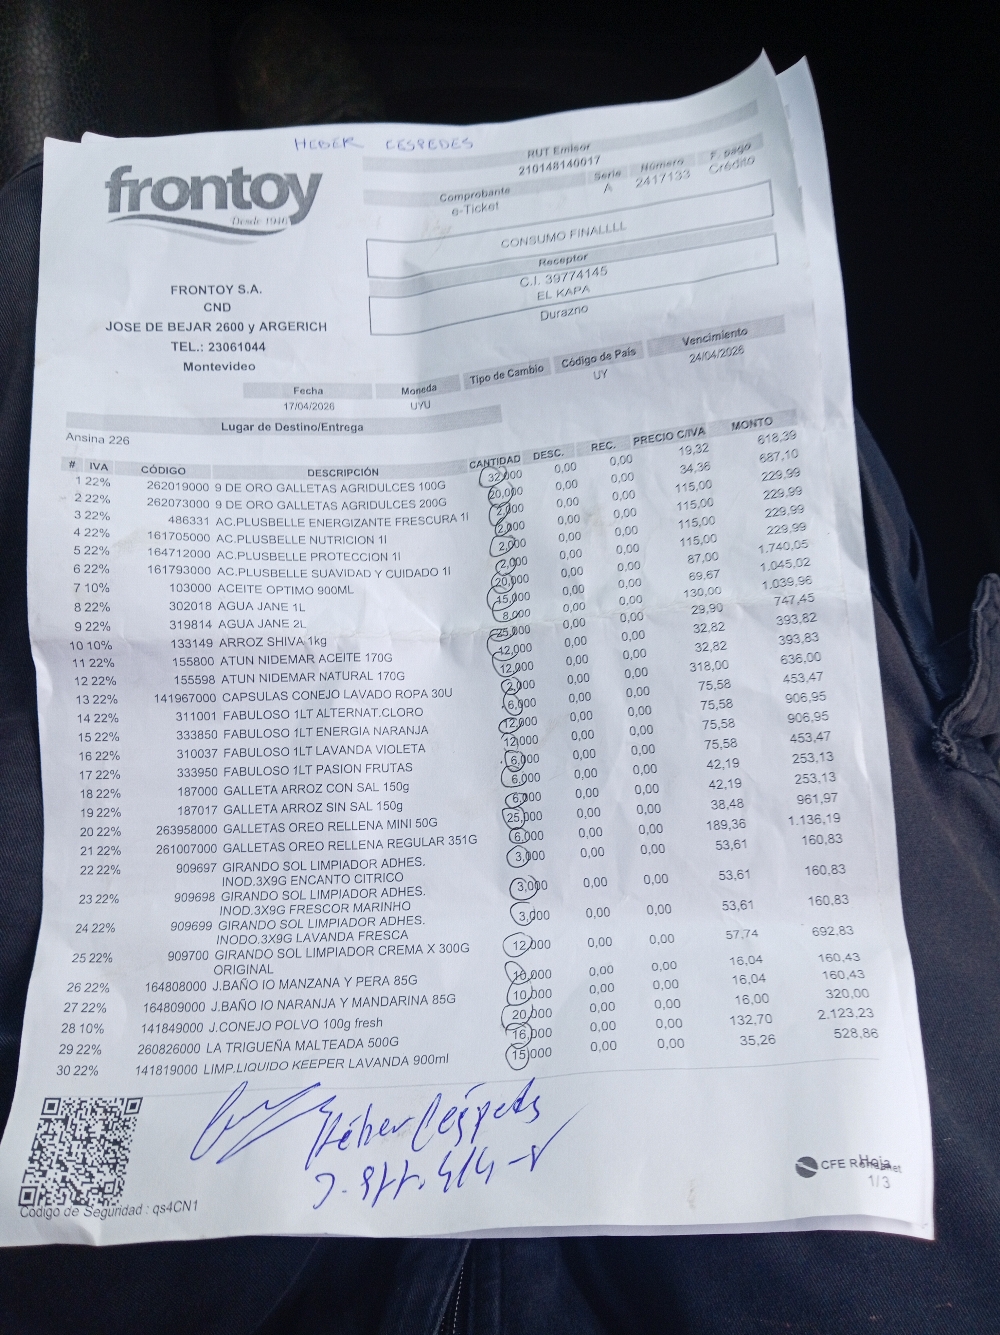 HEBER CESPEDES
frontoy
Desde 1946
FRONTOY S.A.
CND
JOSE DE BEJAR 2600 y ARGERICH
TEL.: 23061044
Montevideo
RUT Emisor
210148140017
Comprobante Serie Número F. pago
e-Ticket A 2417133 Crédito
CONSUMO FINALLLL
Receptor
C.I. 39774145
EL KAPA
Durazno
Fecha Moneda Tipo de Cambio Código de País Vencimiento
17/04/2026 UYU UY 24/04/2026
Lugar de Destino/Entrega
Ansina 226
# IVA CÓDIGO DESCRIPCIÓN CANTIDAD DESC. REC. PRECIO C/IVA MONTO
1 22% 262019000 9 DE ORO GALLETAS AGRIDULCES 100G 32,000 0,00 0,00 19,32 618,39
2 22% 262073000 9 DE ORO GALLETAS AGRIDULCES 200G 20,000 0,00 0,00 34,36 687,10
3 22% 486331 AC.PLUSBELLE ENERGIZANTE FRESCURA 1l 2,000 0,00 0,00 115,00 229,99
4 22% 161705000 AC.PLUSBELLE NUTRICION 1l 2,000 0,00 0,00 115,00 229,99
5 22% 164712000 AC.PLUSBELLE PROTECCION 1l 2,000 0,00 0,00 115,00 229,99
6 22% 161793000 AC.PLUSBELLE SUAVIDAD Y CUIDADO 1l 2,000 0,00 0,00 115,00 229,99
7 10% 103000 ACEITE OPTIMO 900ML 20,000 0,00 0,00 87,00 1.740,05
8 22% 302018 AGUA JANE 1L 15,000 0,00 0,00 69,67 1.045,02
9 22% 319814 AGUA JANE 2L 8,000 0,00 0,00 130,00 1.039,96
10 10% 133149 ARROZ SHIVA 1kg 25,000 0,00 0,00 29,90 747,45
11 22% 155800 ATUN NIDEMAR ACEITE 170G 12,000 0,00 0,00 32,82 393,82
12 22% 155598 ATUN NIDEMAR NATURAL 170G 12,000 0,00 0,00 32,82 393,83
13 22% 141967000 CAPSULAS CONEJO LAVADO ROPA 30U 2,000 0,00 0,00 318,00 636,00
14 22% 311001 FABULOSO 1LT ALTERNAT.CLORO 6,000 0,00 0,00 75,58 453,47
15 22% 333850 FABULOSO 1LT ENERGIA NARANJA 12,000 0,00 0,00 75,58 906,95
16 22% 310037 FABULOSO 1LT LAVANDA VIOLETA 12,000 0,00 0,00 75,58 906,95
17 22% 333950 FABULOSO 1LT PASION FRUTAS 6,000 0,00 0,00 75,58 453,47
18 22% 187000 GALLETA ARROZ CON SAL 150g 6,000 0,00 0,00 42,19 253,13
19 22% 187017 GALLETA ARROZ SIN SAL 150g 6,000 0,00 0,00 42,19 253,13
20 22% 263958000 GALLETAS OREO RELLENA MINI 50G 25,000 0,00 0,00 38,48 961,97
21 22% 261007000 GALLETAS OREO RELLENA REGULAR 351G 6,000 0,00 0,00 189,36 1.136,19
22 22% 909697 GIRANDO SOL LIMPIADOR ADHES. 3,000 0,00 0,00 53,61 160,83
INOD.3X9G ENCANTO CITRICO
23 22% 909698 GIRANDO SOL LIMPIADOR ADHES. 3,000 0,00 0,00 53,61 160,83
INOD.3X9G FRESCOR MARINHO
24 22% 909699 GIRANDO SOL LIMPIADOR ADHES. 3,000 0,00 0,00 53,61 160,83
INODO.3X9G LAVANDA FRESCA
25 22% 909700 GIRANDO SOL LIMPIADOR CREMA X 300G 12,000 0,00 0,00 57,74 692,83
ORIGINAL
26 22% 164808000 J.BAÑO IO MANZANA Y PERA 85G 10,000 0,00 0,00 16,04 160,43
27 22% 164809000 J.BAÑO IO NARANJA Y MANDARINA 85G 10,000 0,00 0,00 16,04 160,43
28 10% 141849000 J.CONEJO POLVO 100g fresh 20,000 0,00 0,00 16,00 320,00
29 22% 260826000 LA TRIGUEÑA MALTEADA 500G 16,000 0,00 0,00 132,70 2.123,23
30 22% 141819000 LIMP.LIQUIDO KEEPER LAVANDA 900ml 15,000 0,00 0,00 35,26 528,86
Héber Céspedes
Código de Seguridad : qs4CN1
CFE
Hoja
1/3